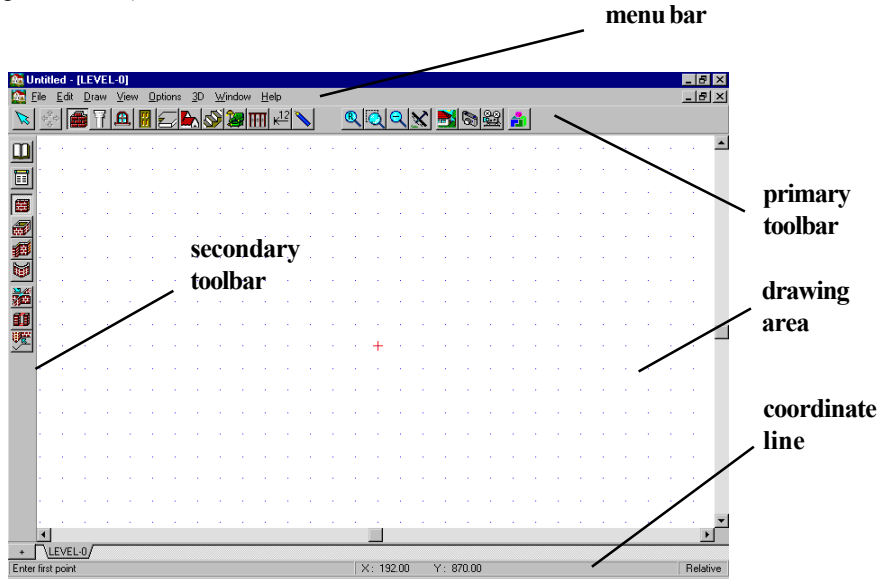 menu bar
Untitled - [LEVEL-0]
File Edit Draw View Options 3D Window Help
12
R
primary
toolbar
secondary
toolbar
drawing
area
coordinate
line
+ LEVEL-0
Enter first point X: 192.00 Y: 870.00 Relative